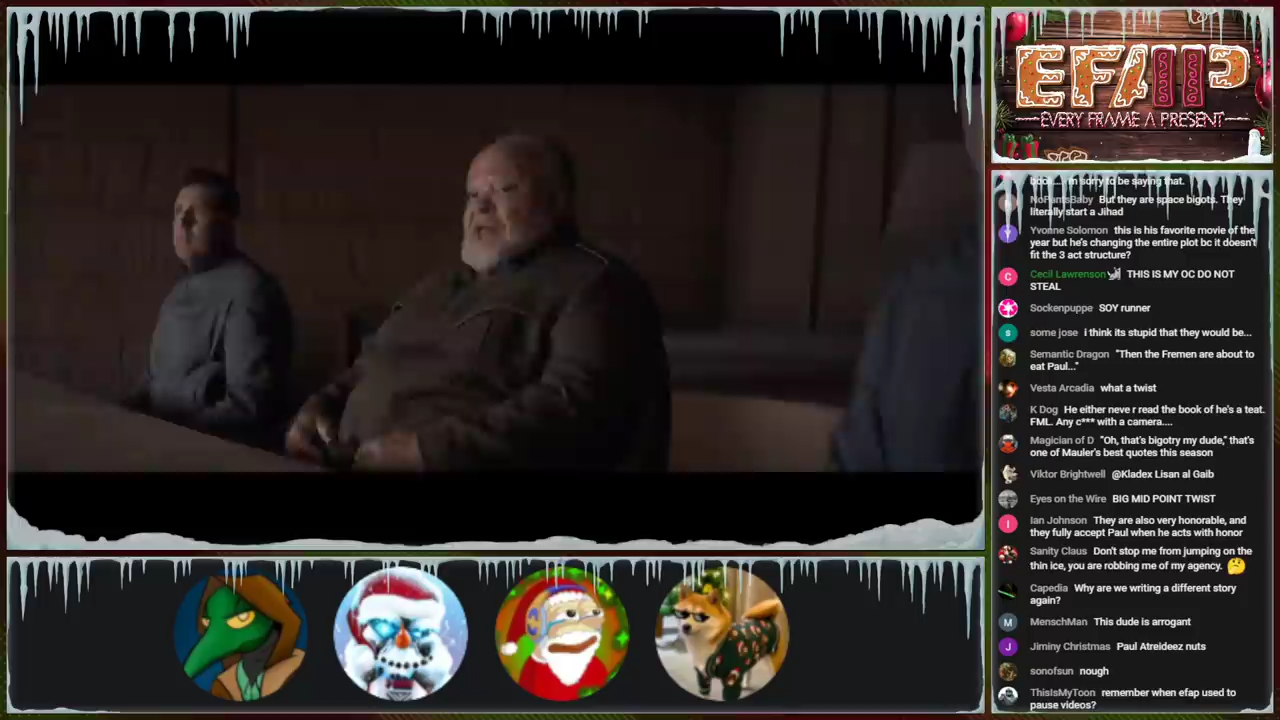 EFAP
EVERY FRAME A PRESENT
sorry to be saying that.
NoFunsBaby But they are space bigots. They
literally start a Jihad
Yvonne Solomon this is his favorite movie of the
year but he's changing the entire plot bc it doesn't
fit the 3 act structure?
Cecil Lawrenson THIS IS MY OC DO NOT
STEAL
Sockenpuppe SOY runner
some jose i think its stupid that they would be...
Semantic Dragon "Then the Fremen are about to
eat Paul..."
Vesta Arcadia what a twist
K Dog He either neve r read the book of he's a teat.
FML. Any c*** with a camera....
Magician of D "Oh, that's bigotry my dude," that's
one of Mauler's best quotes this season
Viktor Brightwell @Kladex Lisan al Gaib
Eyes on the Wire BIG MID POINT TWIST
Ian Johnson They are also very honorable, and
they fully accept Paul when he acts with honor
Sanity Claus Don't stop me from jumping on the
thin ice, you are robbing me of my agency. 🤔
Capedia Why are we writing a different story
again?
MenschMan This dude is arrogant
Jiminy Christmas Paul Atreideez nuts
sonofsun nough
ThisIsMyToon remember when efap used to
pause videos?